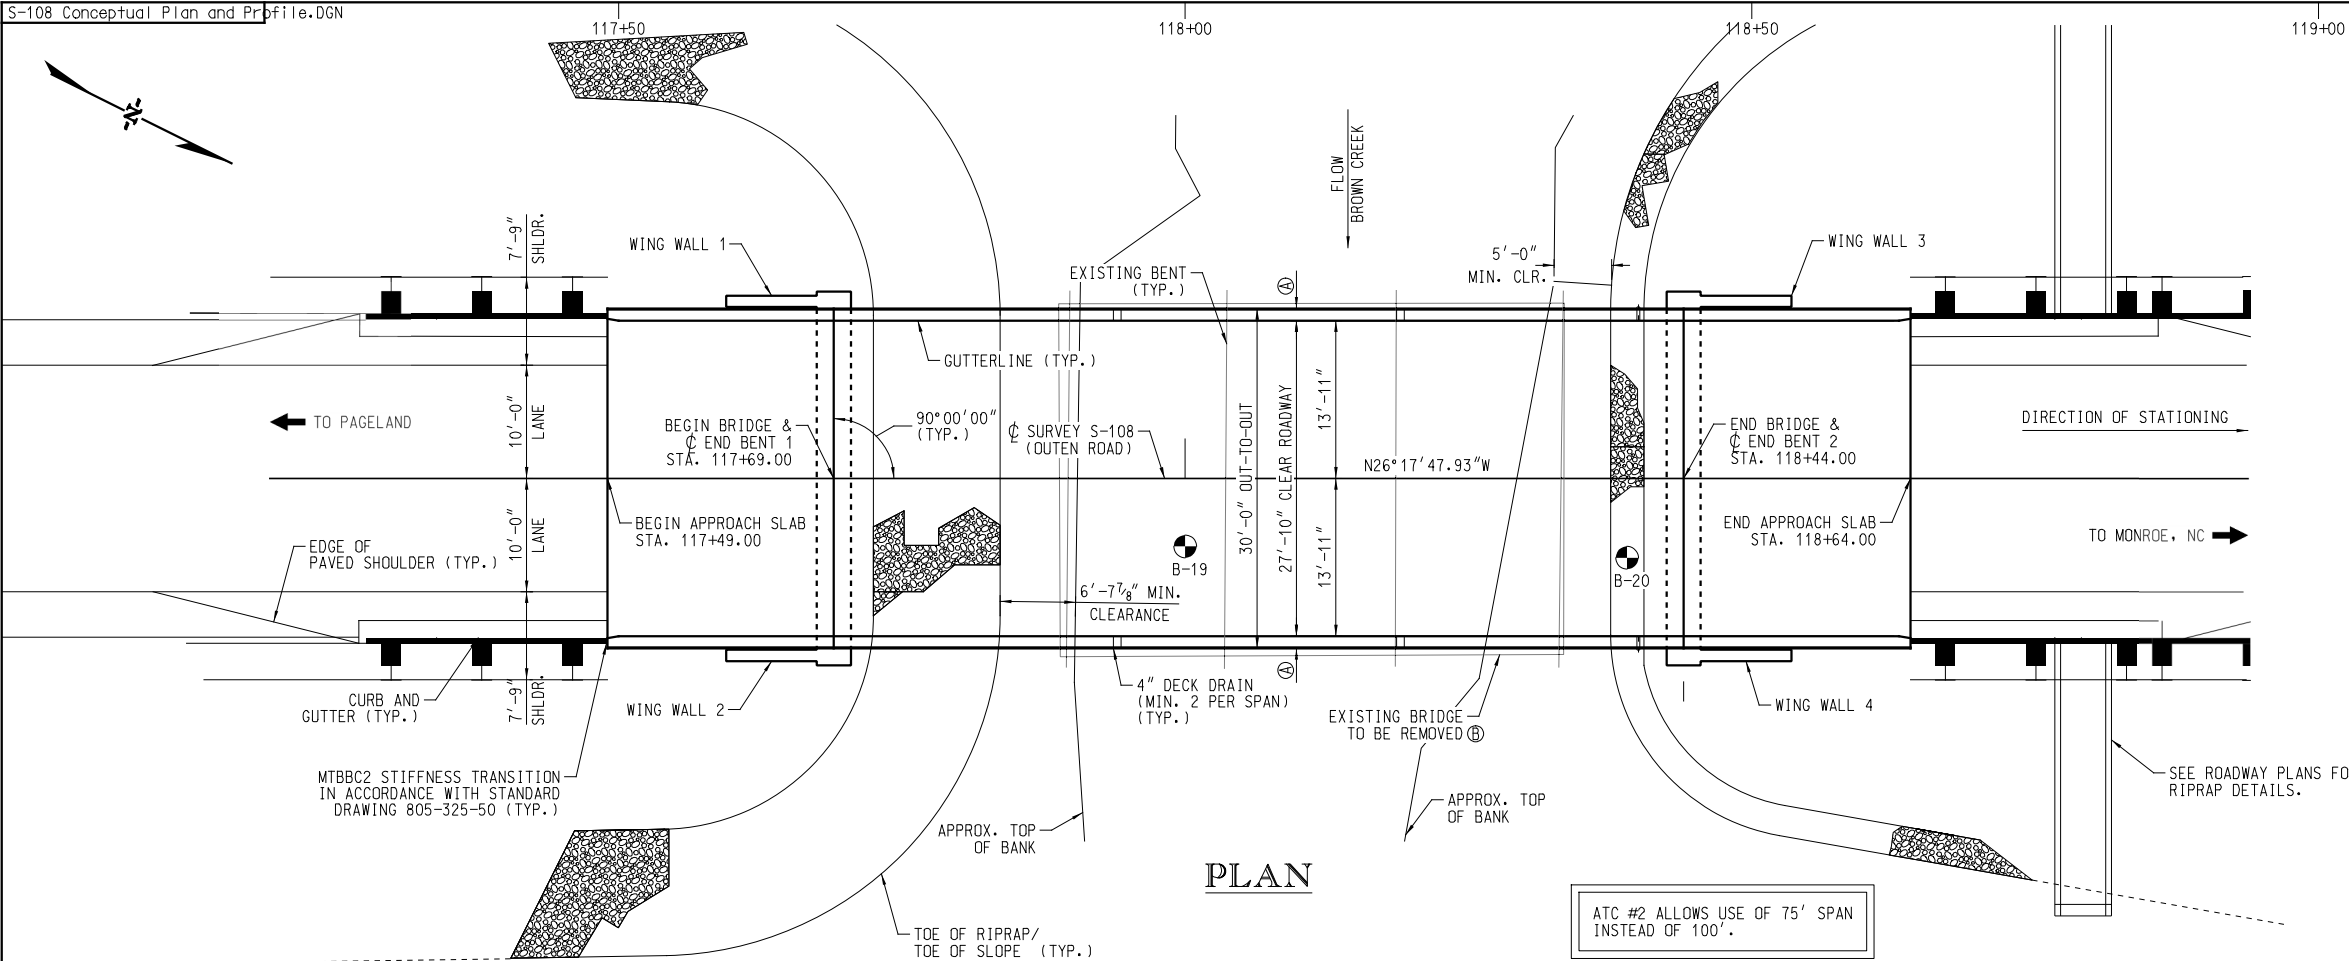 S-108 Conceptual Plan and Profile.DGN
117+50
118+00
118+50
119+00
-N-
FLOW
BROWN CREEK
7'-9"
SHLDR.
WING WALL 1
EXISTING BENT
(TYP.)
5'-0"
MIN. CLR.
WING WALL 3
A
GUTTERLINE (TYP.)
TO PAGELAND
10'-0"
LANE
BEGIN BRIDGE &
℄ END BENT 1
STA. 117+69.00
90°00'00"
(TYP.)
℄ SURVEY S-108
(OUTEN ROAD)
30'-0" OUT-TO-OUT
27'-10" CLEAR ROADWAY
13'-11"
N26°17'47.93"W
END BRIDGE &
℄ END BENT 2
STA. 118+44.00
DIRECTION OF STATIONING
10'-0"
LANE
BEGIN APPROACH SLAB
STA. 117+49.00
EDGE OF
PAVED SHOULDER (TYP.)
B-19
13'-11"
B-20
END APPROACH SLAB
STA. 118+64.00
TO MONROE, NC
6'-7⅞" MIN.
CLEARANCE
A
7'-9"
SHLDR.
CURB AND
GUTTER (TYP.)
WING WALL 2
4" DECK DRAIN
(MIN. 2 PER SPAN)
(TYP.)
EXISTING BRIDGE
TO BE REMOVED Ⓑ
WING WALL 4
MTBBC2 STIFFNESS TRANSITION
IN ACCORDANCE WITH STANDARD
DRAWING 805-325-50 (TYP.)
APPROX. TOP
OF BANK
APPROX. TOP
OF BANK
SEE ROADWAY PLANS FO
RIPRAP DETAILS.
PLAN
TOE OF RIPRAP/
TOE OF SLOPE (TYP.)
ATC #2 ALLOWS USE OF 75' SPAN
INSTEAD OF 100'.